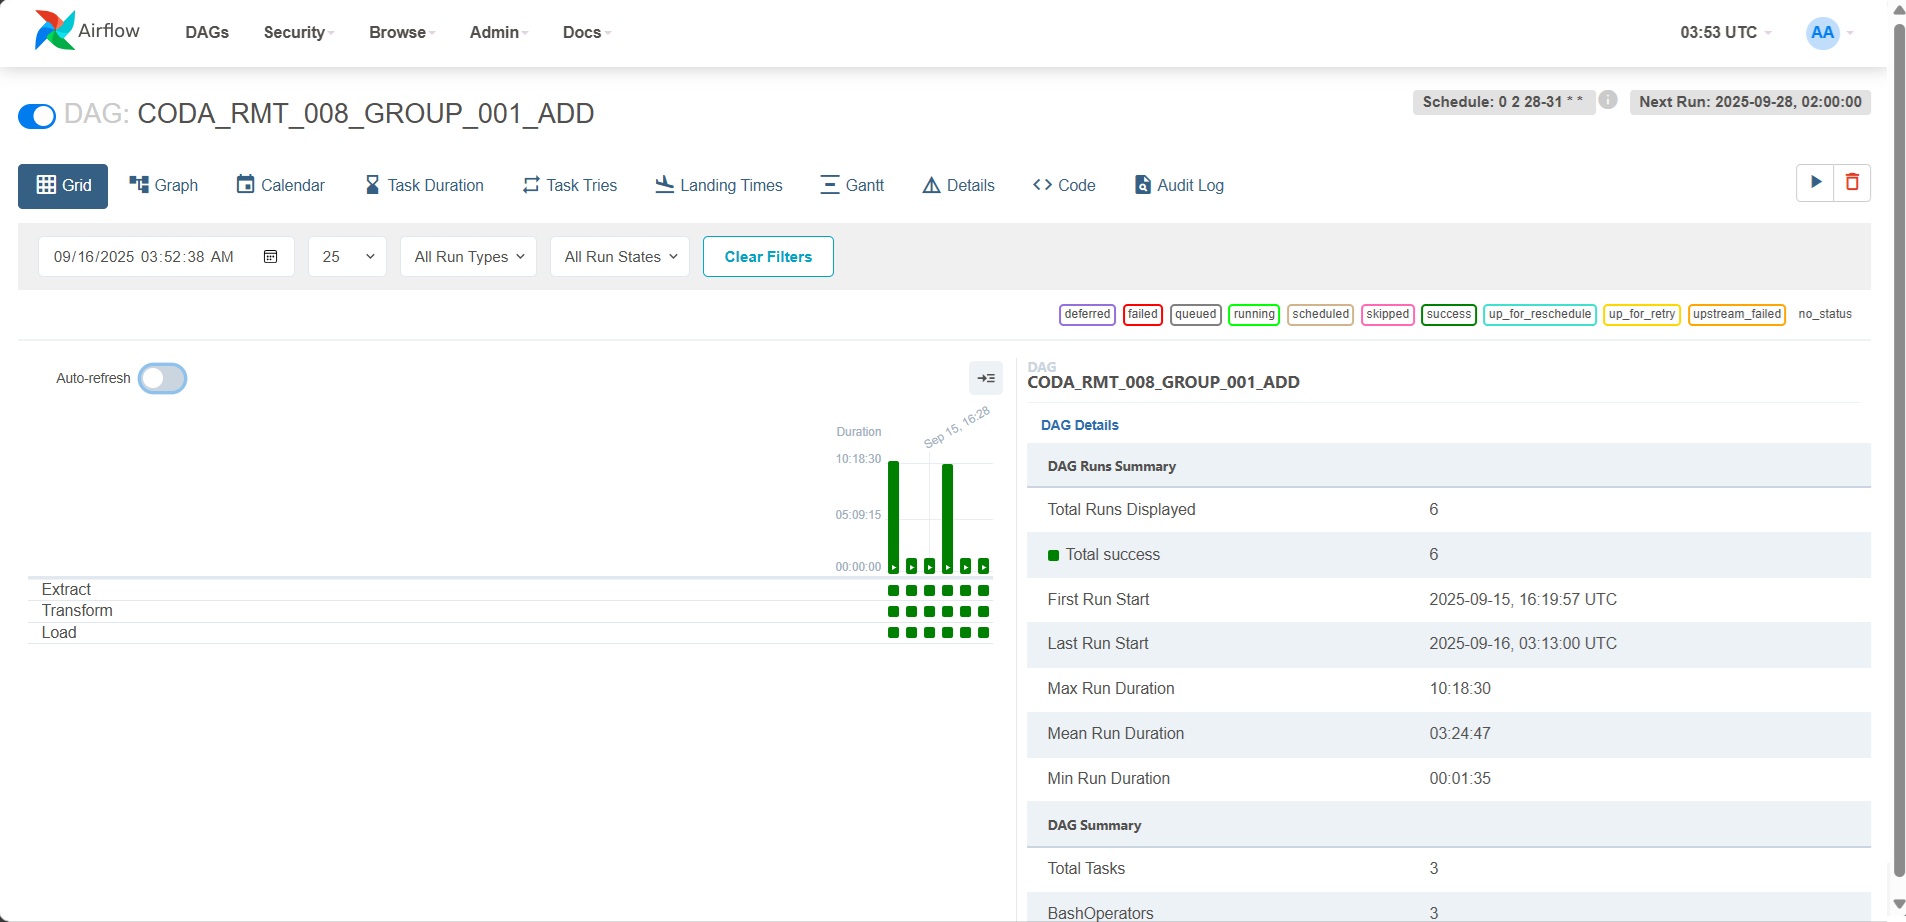 Airflow DAGs Security Browse Admin Docs 03:53 UTC AA
DAG: CODA_RMT_008_GROUP_001_ADD Schedule: 0 2 28-31 * * i Next Run: 2025-09-28, 02:00:00
Grid Graph Calendar Task Duration Task Tries Landing Times Gantt Details Code Audit Log
09/16/2025 03:52:38 AM 25 All Run Types All Run States Clear Filters
deferred failed queued running scheduled skipped success up_for_reschedule up_for_retry upstream_failed no_status
Auto-refresh
Duration
Sep 15, 16:28
10:18:30
05:09:15
00:00:00
Extract
Transform
Load
DAG
CODA_RMT_008_GROUP_001_ADD
DAG Details
DAG Runs Summary
Total Runs Displayed 6
Total success 6
First Run Start 2025-09-15, 16:19:57 UTC
Last Run Start 2025-09-16, 03:13:00 UTC
Max Run Duration 10:18:30
Mean Run Duration 03:24:47
Min Run Duration 00:01:35
DAG Summary
Total Tasks 3
BashOperators 3